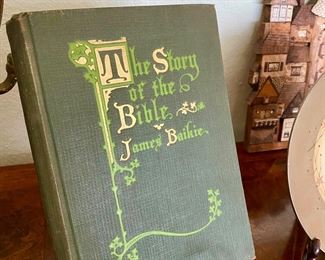 The Story
of the
Bible
James Baikie